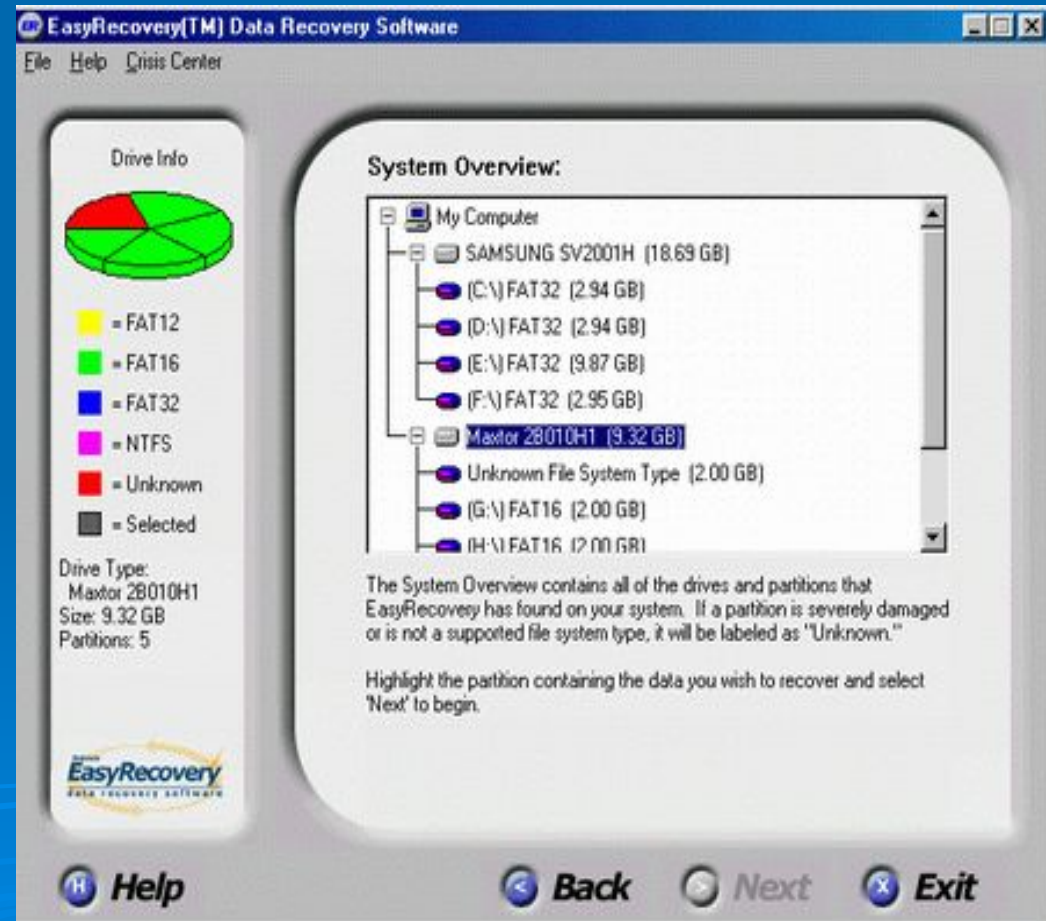 EasyRecovery(TM) Data Recovery Software
File Help Crisis Center
Drive Info
= FAT12
= FAT16
= FAT32
= NTFS
= Unknown
= Selected
Drive Type:
Maxtor 2B010H1
Size: 9.32 GB
Partitions: 5
EasyRecovery
data recovery software
System Overview:
My Computer
SAMSUNG SV2001H (18.69 GB)
(C:\) FAT32 (2.94 GB)
(D:\) FAT32 (2.94 GB)
(E:\) FAT32 (9.87 GB)
(F:\) FAT32 (2.95 GB)
Maxtor 2B010H1 (9.32 GB)
Unknown File System Type (2.00 GB)
(G:\) FAT16 (2.00 GB)
(H:\) FAT16 (2.00 GB)
The System Overview contains all of the drives and partitions that
EasyRecovery has found on your system. If a partition is severely damaged
or is not a supported file system type, it will be labeled as "Unknown."
Highlight the partition containing the data you wish to recover and select
'Next' to begin.
Help
Back
Next
Exit